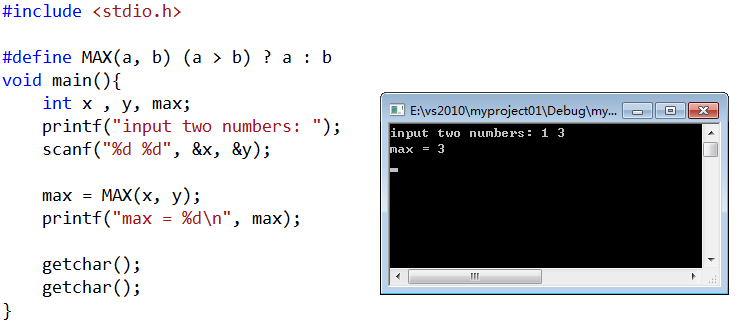 #include <stdio.h>
#define MAX(a, b) (a > b) ? a : b
void main(){
    int x , y, max;
    printf("input two numbers: ");
    scanf("%d %d", &x, &y);
    max = MAX(x, y);
    printf("max = %d\n", max);
    getchar();
    getchar();
}
E:\vs2010\myproject01\Debug\my...
input two numbers: 1 3
max = 3